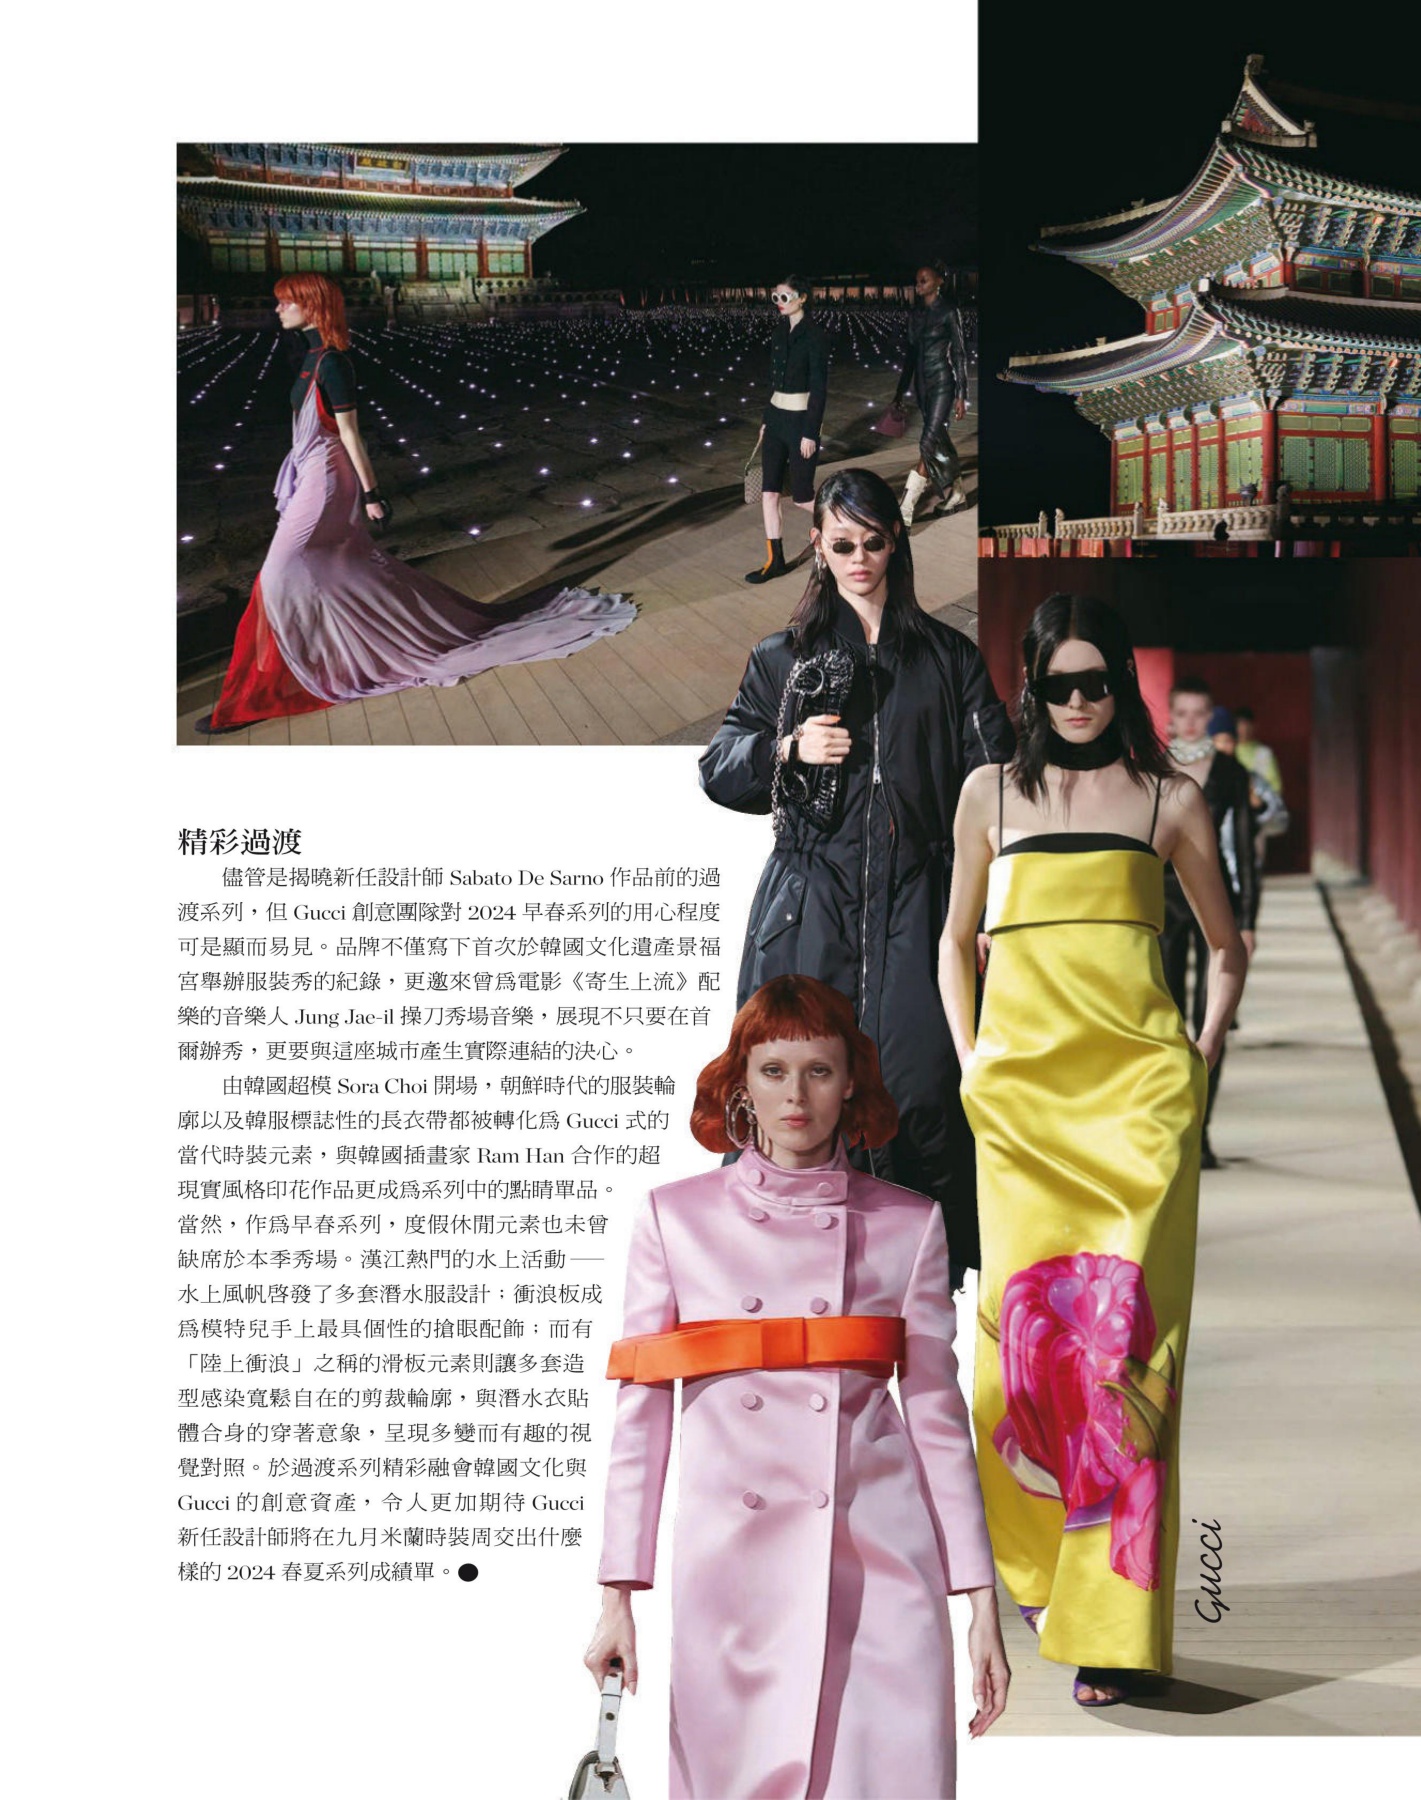 精彩過渡
儘管是揭曉新任設計師 Sabato De Sarno 作品前的過
渡系列，但 Gucci 創意團隊對 2024 早春系列的用心程度
可是顯而易見。品牌不僅寫下首次於韓國文化遺產景福
宮舉辦服裝秀的紀錄，更邀來曾爲電影《寄生上流》配
樂的音樂人 Jung Jae-il 操刀秀場音樂，展現不只要在首
爾辦秀，更要與這座城市產生實際連結的決心。
由韓國超模 Sora Choi 開場，朝鮮時代的服裝輪
廓以及韓服標誌性的長衣帶都被轉化爲 Gucci 式的
當代時裝元素，與韓國插畫家 Ram Han 合作的超
現實風格印花作品更成爲系列中的點睛單品。
當然，作爲早春系列，度假休閒元素也未曾
缺席於本季秀場。漢江熱門的水上活動——
水上風帆啓發了多套潛水服設計；衝浪板成
爲模特兒手上最具個性的搶眼配飾；而有
「陸上衝浪」之稱的滑板元素則讓多套造
型感染寬鬆自在的剪裁輪廓，與潛水衣貼
體合身的穿著意象，呈現多變而有趣的視
覺對照。於過渡系列精彩融會韓國文化與
Gucci 的創意資產，令人更加期待 Gucci
新任設計師將在九月米蘭時裝周交出什麼
樣的 2024 春夏系列成績單。●
Gucci